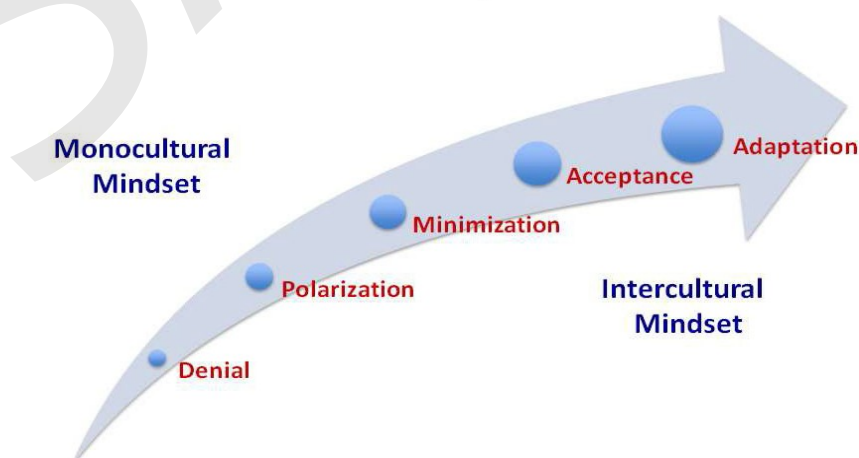 Monocultural
Mindset
Adaptation
Acceptance
Minimization
Polarization
Intercultural
Mindset
Denial